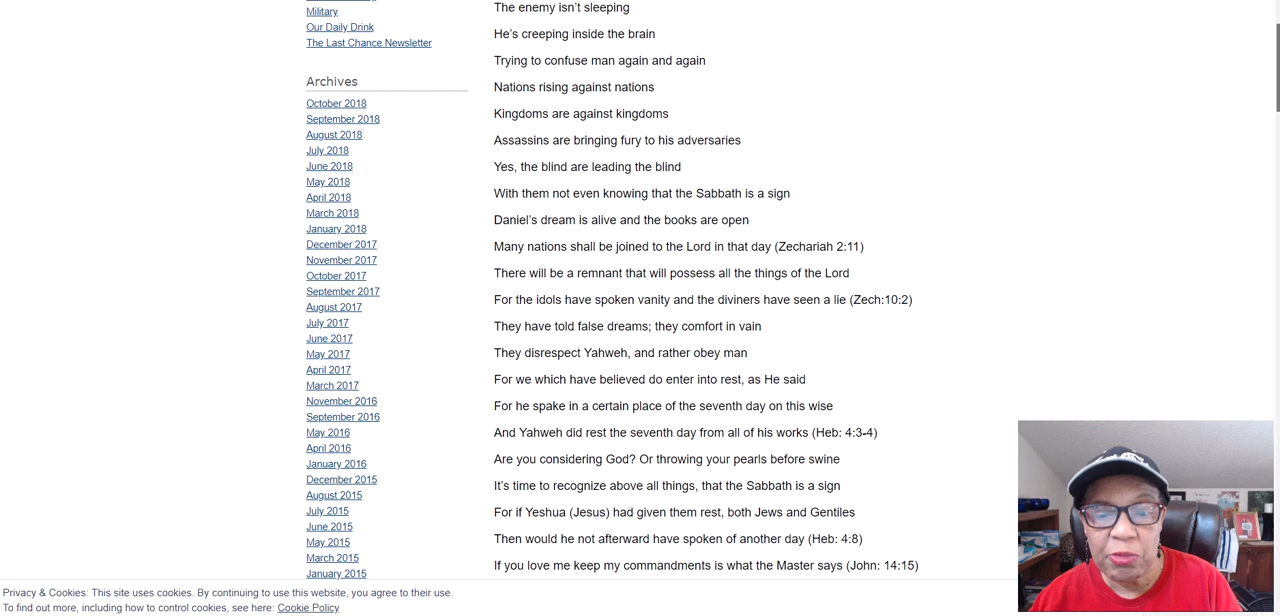 Military
Our Daily Drink
The Last Chance Newsletter
Archives
October 2018
September 2018
August 2018
July 2018
June 2018
May 2018
April 2018
March 2018
January 2018
December 2017
November 2017
October 2017
September 2017
August 2017
July 2017
June 2017
May 2017
April 2017
March 2017
November 2016
September 2016
May 2016
April 2016
January 2016
December 2015
August 2015
July 2015
June 2015
May 2015
March 2015
January 2015
The enemy isn’t sleeping
He’s creeping inside the brain
Trying to confuse man again and again
Nations rising against nations
Kingdoms are against kingdoms
Assassins are bringing fury to his adversaries
Yes, the blind are leading the blind
With them not even knowing that the Sabbath is a sign
Daniel’s dream is alive and the books are open
Many nations shall be joined to the Lord in that day (Zechariah 2:11)
There will be a remnant that will possess all the things of the Lord
For the idols have spoken vanity and the diviners have seen a lie (Zech:10:2)
They have told false dreams; they comfort in vain
They disrespect Yahweh, and rather obey man
For we which have believed do enter into rest, as He said
For he spake in a certain place of the seventh day on this wise
And Yahweh did rest the seventh day from all of his works (Heb: 4:3-4)
Are you considering God? Or throwing your pearls before swine
It’s time to recognize above all things, that the Sabbath is a sign
For if Yeshua (Jesus) had given them rest, both Jews and Gentiles
Then would he not afterward have spoken of another day (Heb: 4:8)
If you love me keep my commandments is what the Master says (John: 14:15)
Privacy & Cookies: This site uses cookies. By continuing to use this website, you agree to their use.
To find out more, including how to control cookies, see here: Cookie Policy